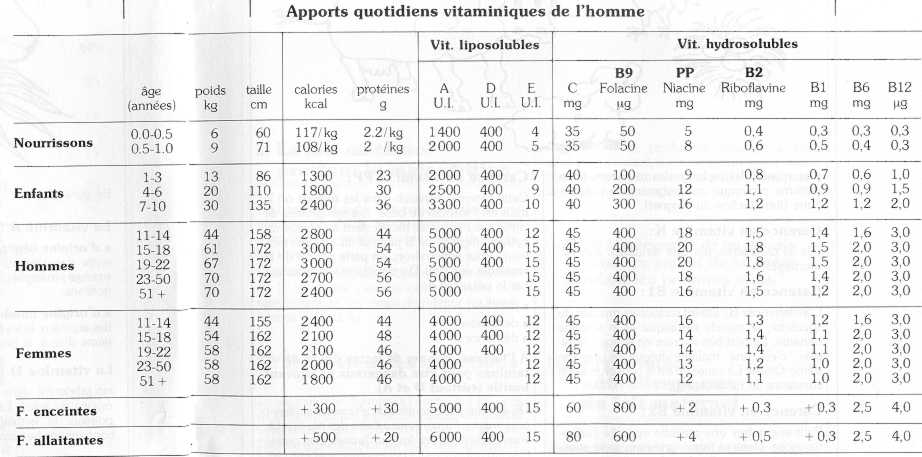 Apports quotidiens vitaminiques de l'homme
Vit. liposolubles Vit. hydrosolubles
B9 PP B2
âge poids taille calories protéines A D E C Folacine Niacine Riboflavine B1 B6 B12
(années) kg cm kcal g U.I. U.I. U.I. mg µg mg mg mg mg µg
Nourrissons
0.0-0.5 6 60 117/kg 2.2/kg 1400 400 4 35 50 5 0,4 0,3 0,3 0,3
0.5-1.0 9 71 108/kg 2 /kg 2000 400 5 35 50 8 0,6 0,5 0,4 0,3
Enfants
1-3 13 86 1300 23 2000 400 7 40 100 9 0,8 0,7 0,6 1,0
4-6 20 110 1800 30 2500 400 9 40 200 12 1,1 0,9 0,9 1,5
7-10 30 135 2400 36 3300 400 10 40 300 16 1,2 1,2 1,2 2,0
Hommes
11-14 44 158 2800 44 5000 400 12 45 400 18 1,5 1,4 1,6 3,0
15-18 61 172 3000 54 5000 400 15 45 400 20 1,8 1,5 2,0 3,0
19-22 67 172 3000 54 5000 400 15 45 400 20 1,8 1,5 2,0 3,0
23-50 70 172 2700 56 5000 15 45 400 18 1,6 1,4 2,0 3,0
51 + 70 172 2400 56 5000 15 45 400 16 1,5 1,2 2,0 3,0
Femmes
11-14 44 155 2400 44 4000 400 12 45 400 16 1,3 1,2 1,6 3,0
15-18 54 162 2100 48 4000 400 12 45 400 14 1,4 1,1 2,0 3,0
19-22 58 162 2100 46 4000 400 12 45 400 14 1,4 1,1 2,0 3,0
23-50 58 162 2000 46 4000 12 45 400 13 1,2 1,0 2,0 3,0
51 + 58 162 1800 46 4000 12 45 400 12 1,1 1,0 2,0 3,0
F. enceintes +300 +30 5000 400 15 60 800 +2 +0,3 +0,3 2,5 4,0
F. allaitantes +500 +20 6000 400 15 80 600 +4 +0,5 +0,3 2,5 4,0